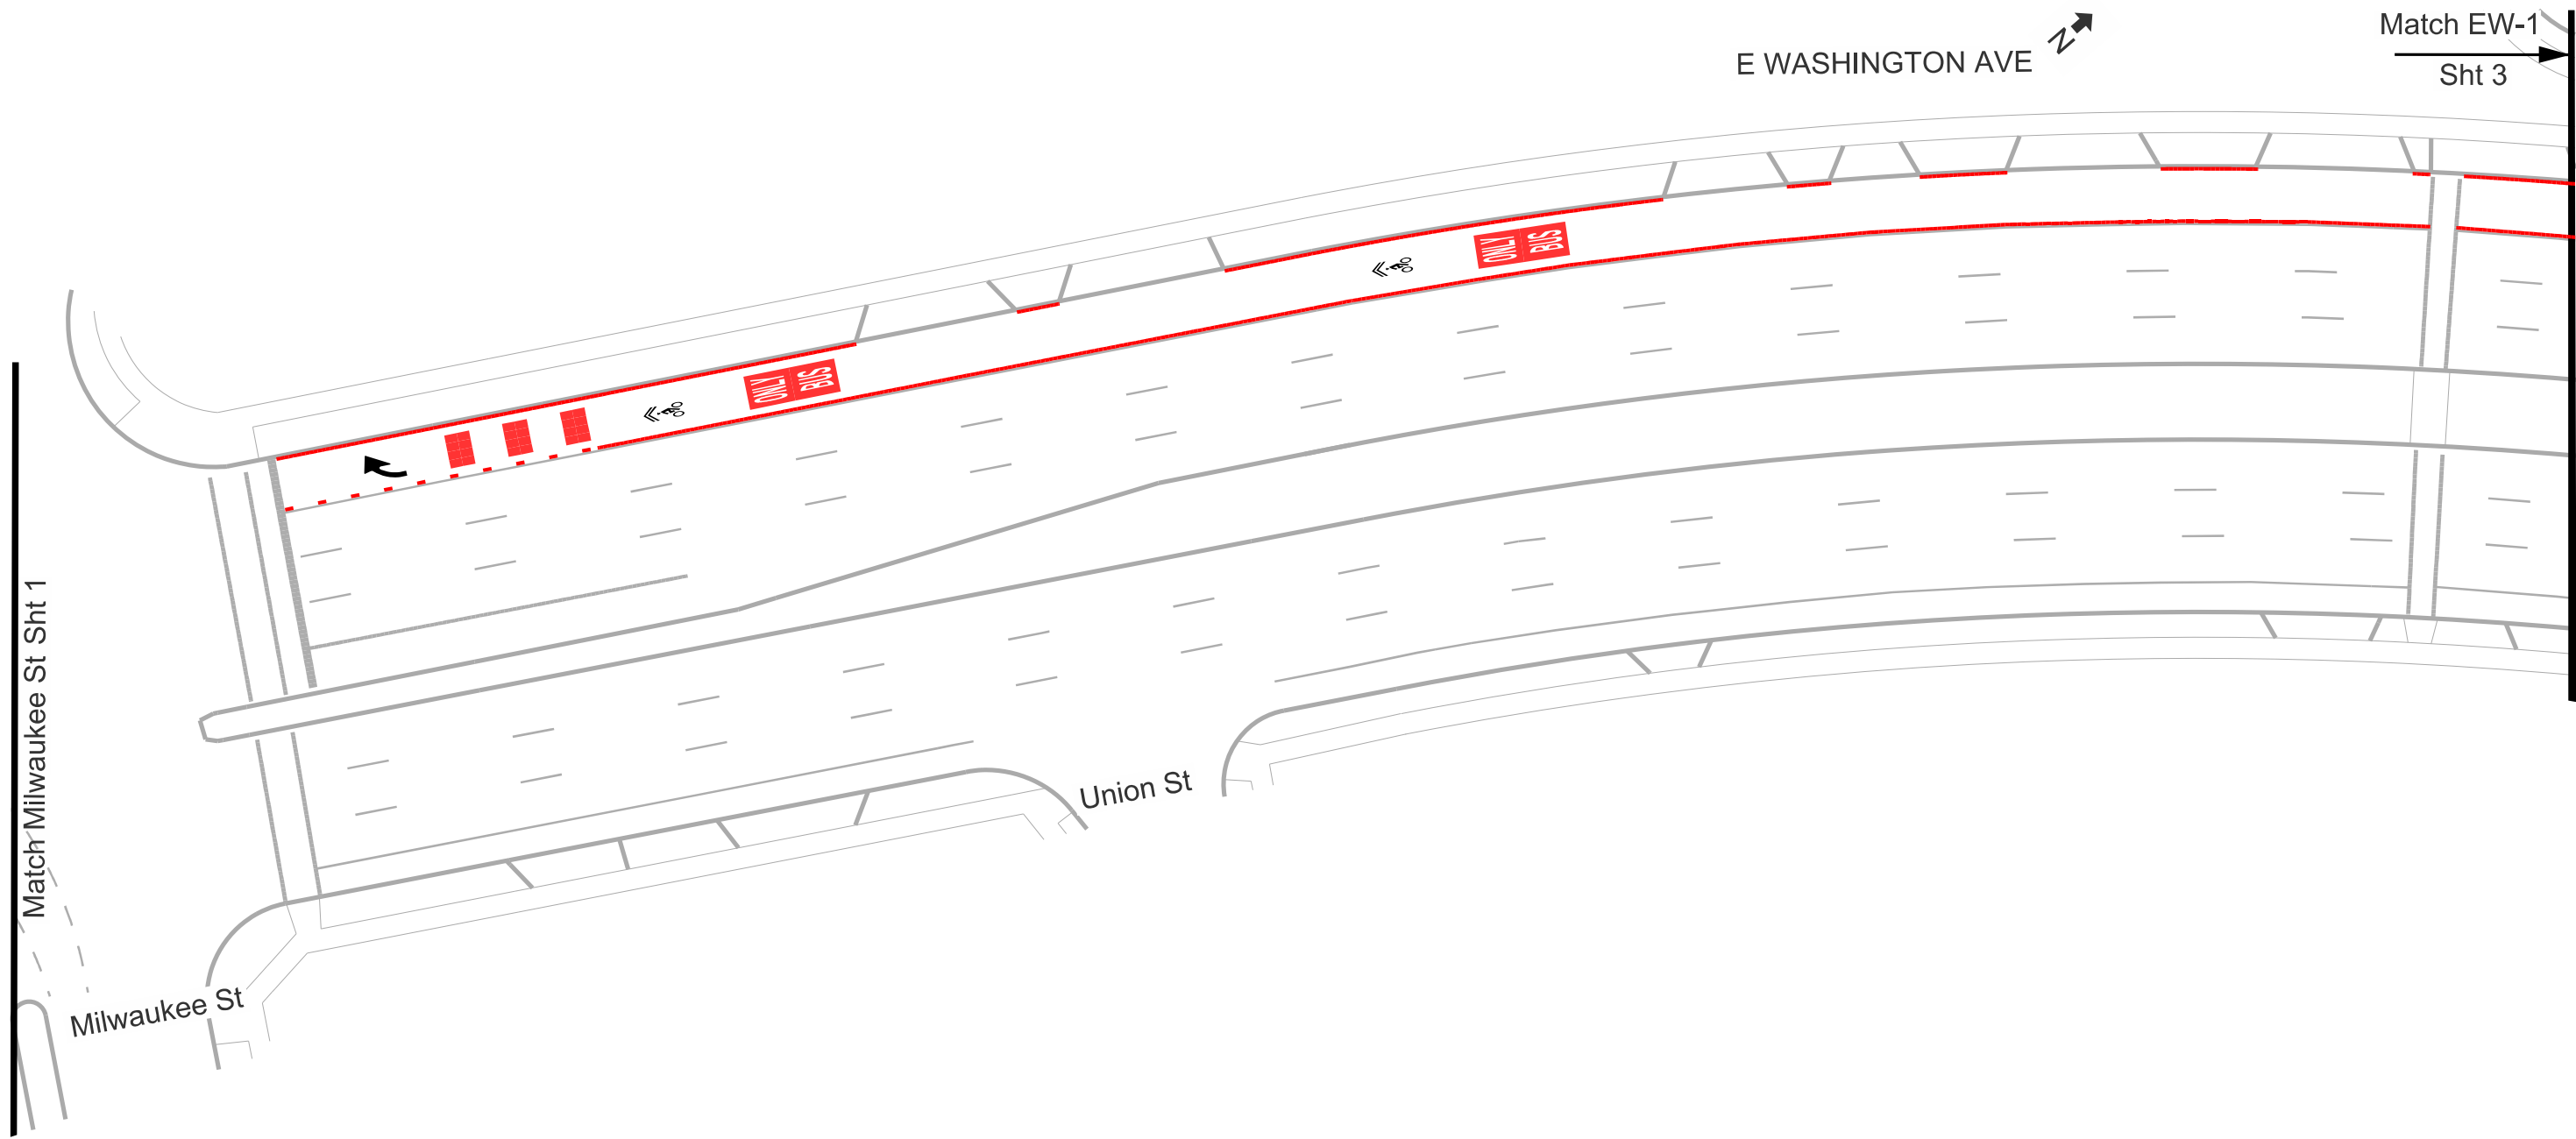 Match EW-1
Sht 3
E WASHINGTON AVE
N
ONLY
BUS
ONLY
BUS
Match Milwaukee St Sht 1
Union St
Milwaukee St